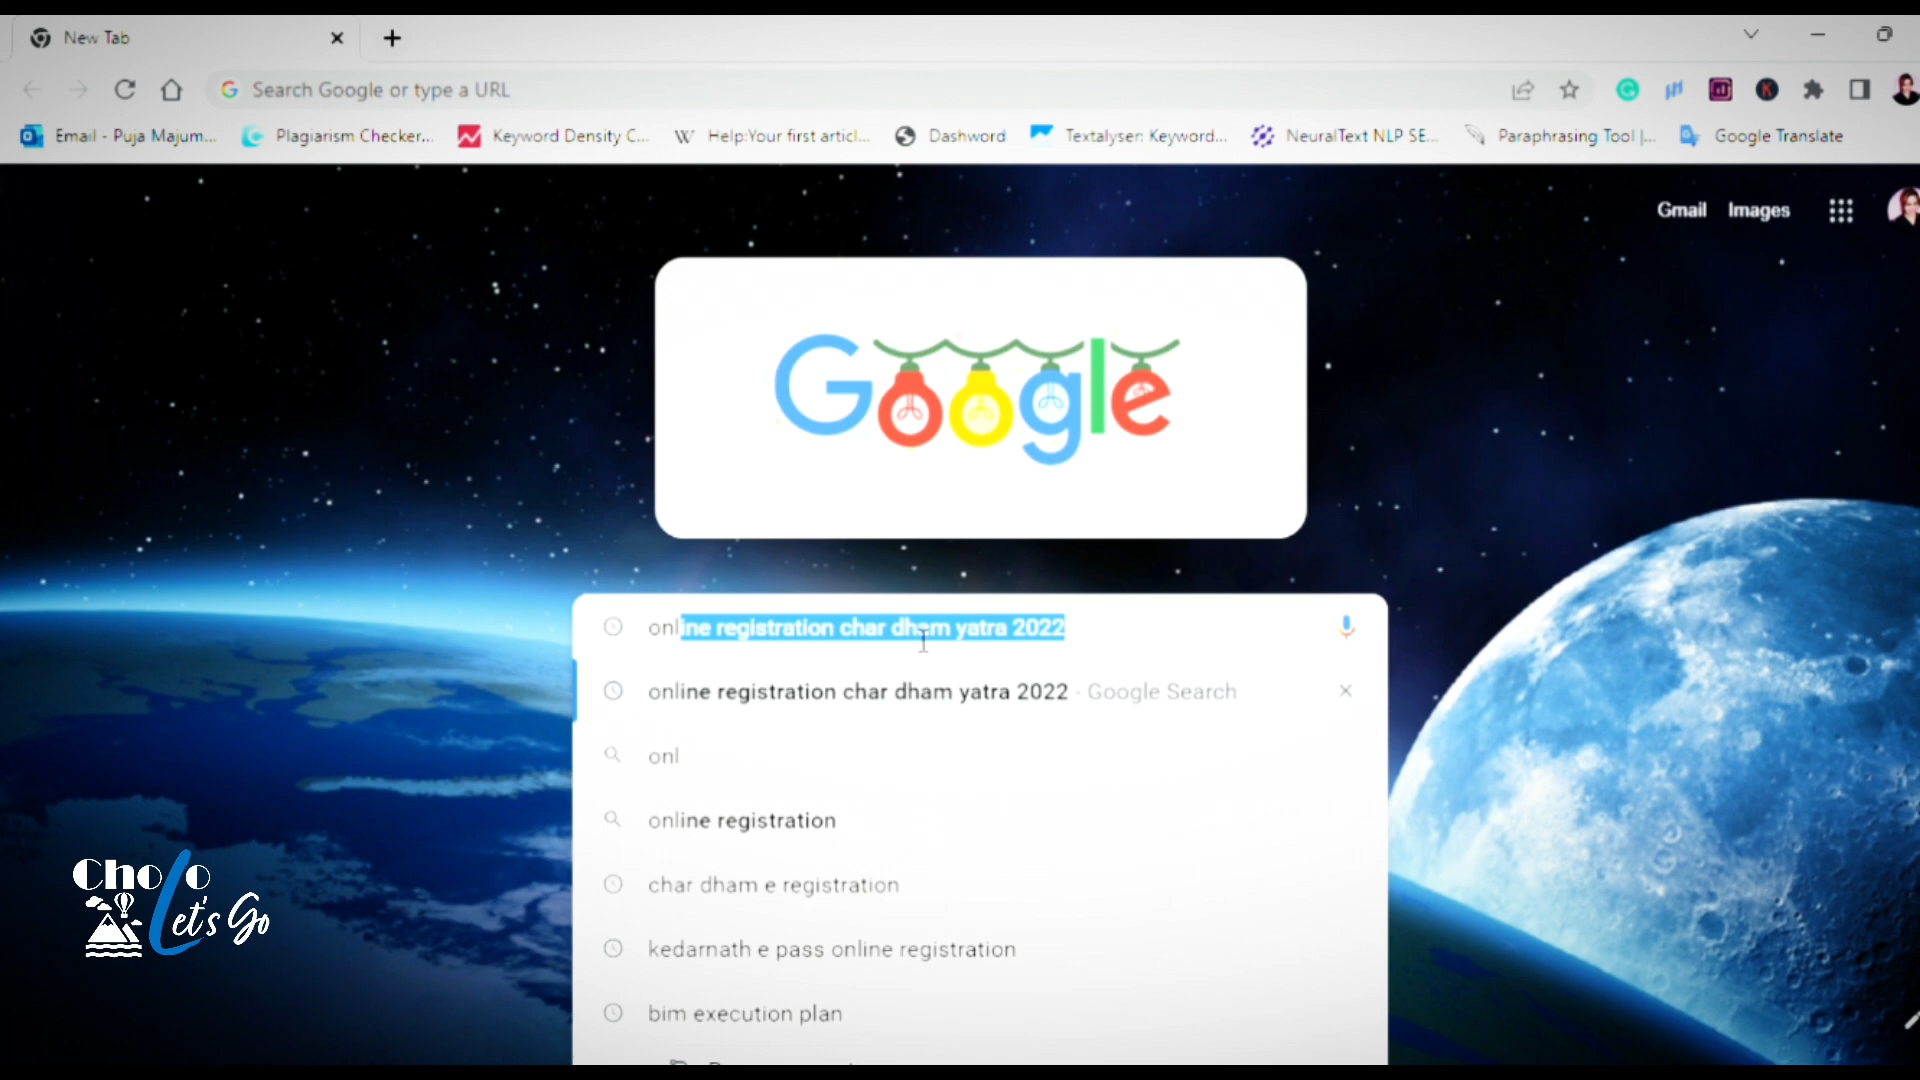 New Tab
Search Google or type a URL
Email - Puja Majum...
Plagiarism Checker...
Keyword Density C...
Help:Your first articl...
Dashword
Textalyser: Keyword...
NeuralText NLP SE...
Paraphrasing Tool |...
Google Translate
Gmail
Images
Google
online registration char dham yatra 2022
online registration char dham yatra 2022 - Google Search
onl
online registration
char dham e registration
kedarnath e pass online registration
bim execution plan
Cholo
Let's Go